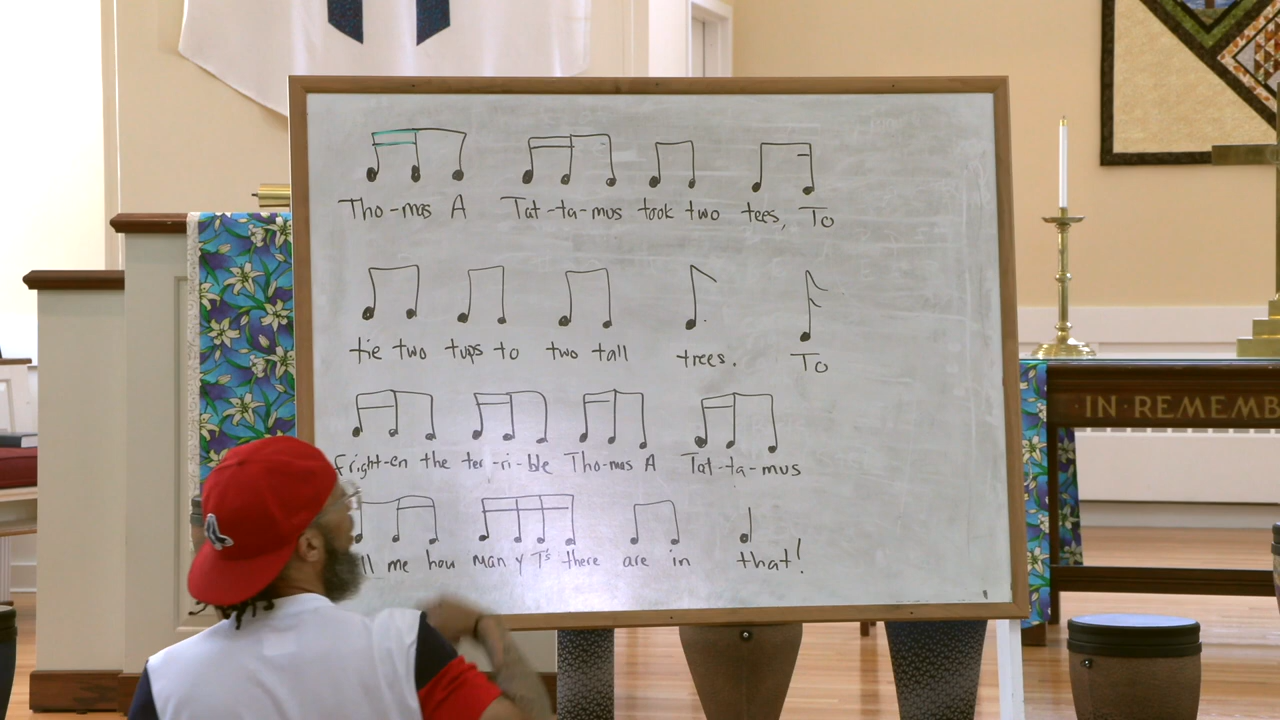 Tho-mas A Tat-ta-mus took two tees, To
tie two tups to two tall trees. To
Fright-en the ter-ri-ble Tho-mas A Tat-ta-mus
me how man y T's there are in that!
IN·REMEMB